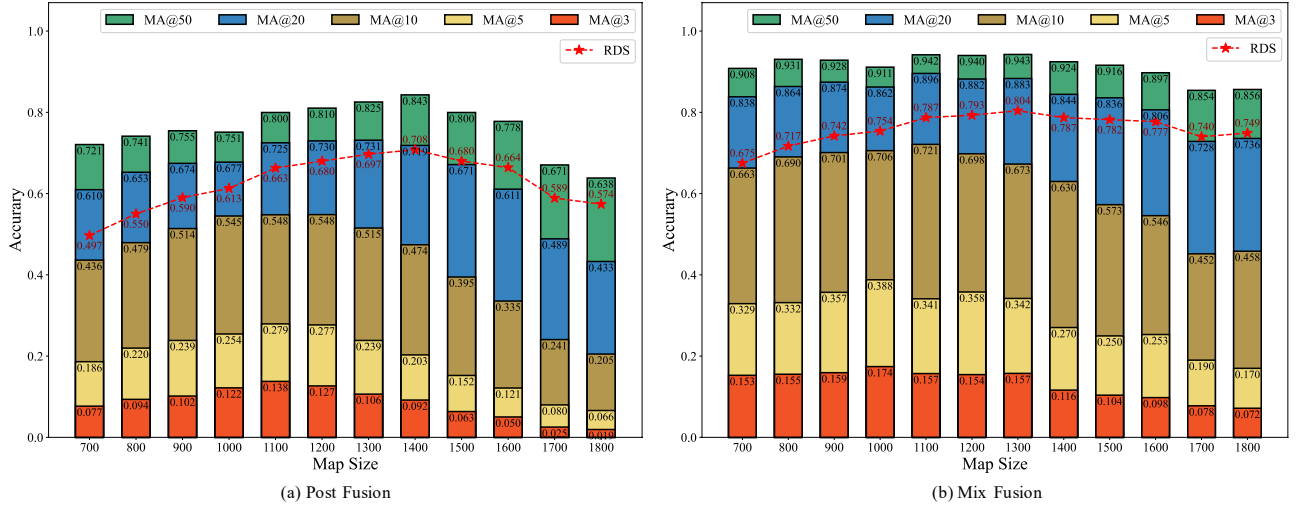 MA@50 MA@20 MA@10 MA@5 MA@3
RDS
1.0
0.8
0.6
0.4
0.2
0.0
Accurary
0.721 0.741 0.755 0.751 0.800 0.810 0.825 0.843 0.800 0.778 0.671 0.638
0.610 0.653 0.674 0.677 0.725 0.730 0.731 0.719 0.671 0.611 0.489 0.433
0.497 0.550 0.590 0.613 0.663 0.680 0.697 0.708 0.680 0.664 0.589 0.574
0.436 0.479 0.514 0.545 0.548 0.548 0.515 0.474 0.395 0.335 0.241 0.205
0.186 0.220 0.239 0.254 0.279 0.277 0.239 0.203 0.152 0.121 0.080 0.066
0.077 0.094 0.102 0.122 0.138 0.127 0.106 0.092 0.063 0.050 0.025 0.019
700 800 900 1000 1100 1200 1300 1400 1500 1600 1700 1800
Map Size
(a) Post Fusion
MA@50 MA@20 MA@10 MA@5 MA@3
RDS
1.0
0.8
0.6
0.4
0.2
0.0
Accurary
0.908 0.931 0.928 0.911 0.942 0.940 0.943 0.924 0.916 0.897 0.854 0.856
0.838 0.864 0.874 0.862 0.896 0.882 0.883 0.844 0.836 0.806 0.728 0.736
0.675 0.717 0.742 0.754 0.787 0.793 0.804 0.787 0.782 0.777 0.740 0.749
0.663 0.690 0.701 0.706 0.721 0.698 0.673 0.630 0.573 0.546 0.452 0.458
0.329 0.332 0.357 0.388 0.341 0.358 0.342 0.270 0.250 0.253 0.190 0.170
0.153 0.155 0.159 0.174 0.157 0.154 0.157 0.116 0.104 0.098 0.078 0.072
700 800 900 1000 1100 1200 1300 1400 1500 1600 1700 1800
Map Size
(b) Mix Fusion